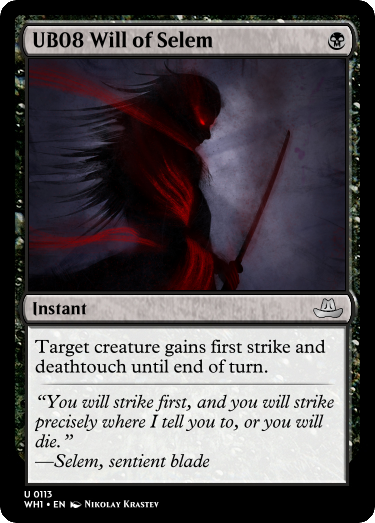 UB08 Will of Selem
Instant
Target creature gains first strike and
deathtouch until end of turn.
“You will strike first, and you will strike
precisely where I tell you to, or you will
die.”
—Selem, sentient blade
U 0113
WH1 • EN Nikolay Krastev